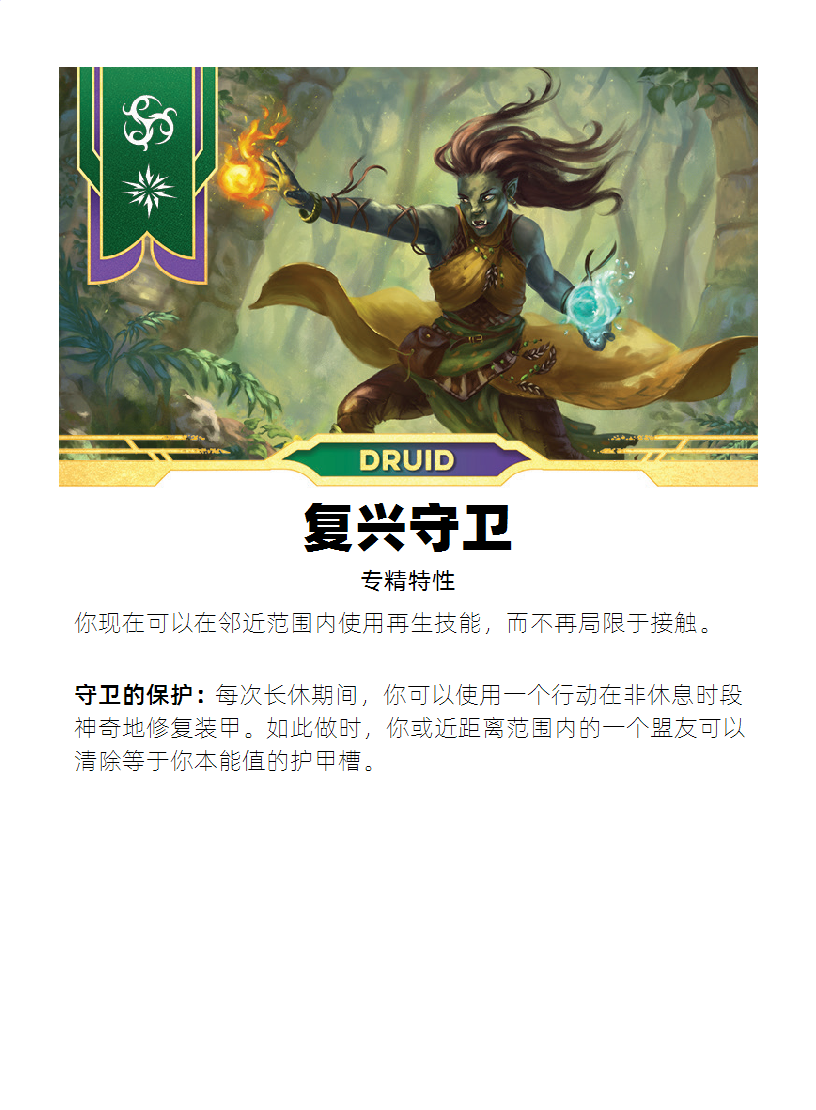 DRUID
复兴守卫
专精特性
你现在可以在邻近范围内使用再生技能，而不再局限于接触。
守卫的保护：每次长休期间，你可以使用一个行动在非休息时段
神奇地修复装甲。如此做时，你或近距离范围内的一个盟友可以
清除等于你本能值的护甲槽。